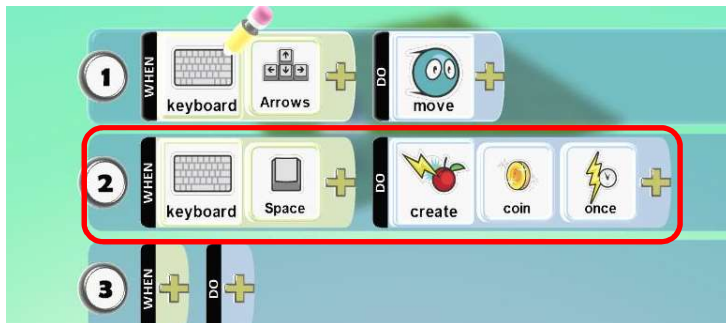 1 WHEN keyboard Arrows DO move
2 WHEN keyboard Space DO create coin once
3 WHEN DO